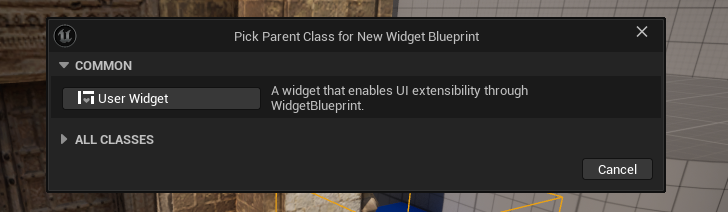 Pick Parent Class for New Widget Blueprint
COMMON
User Widget
A widget that enables UI extensibility through
WidgetBlueprint.
ALL CLASSES
Cancel